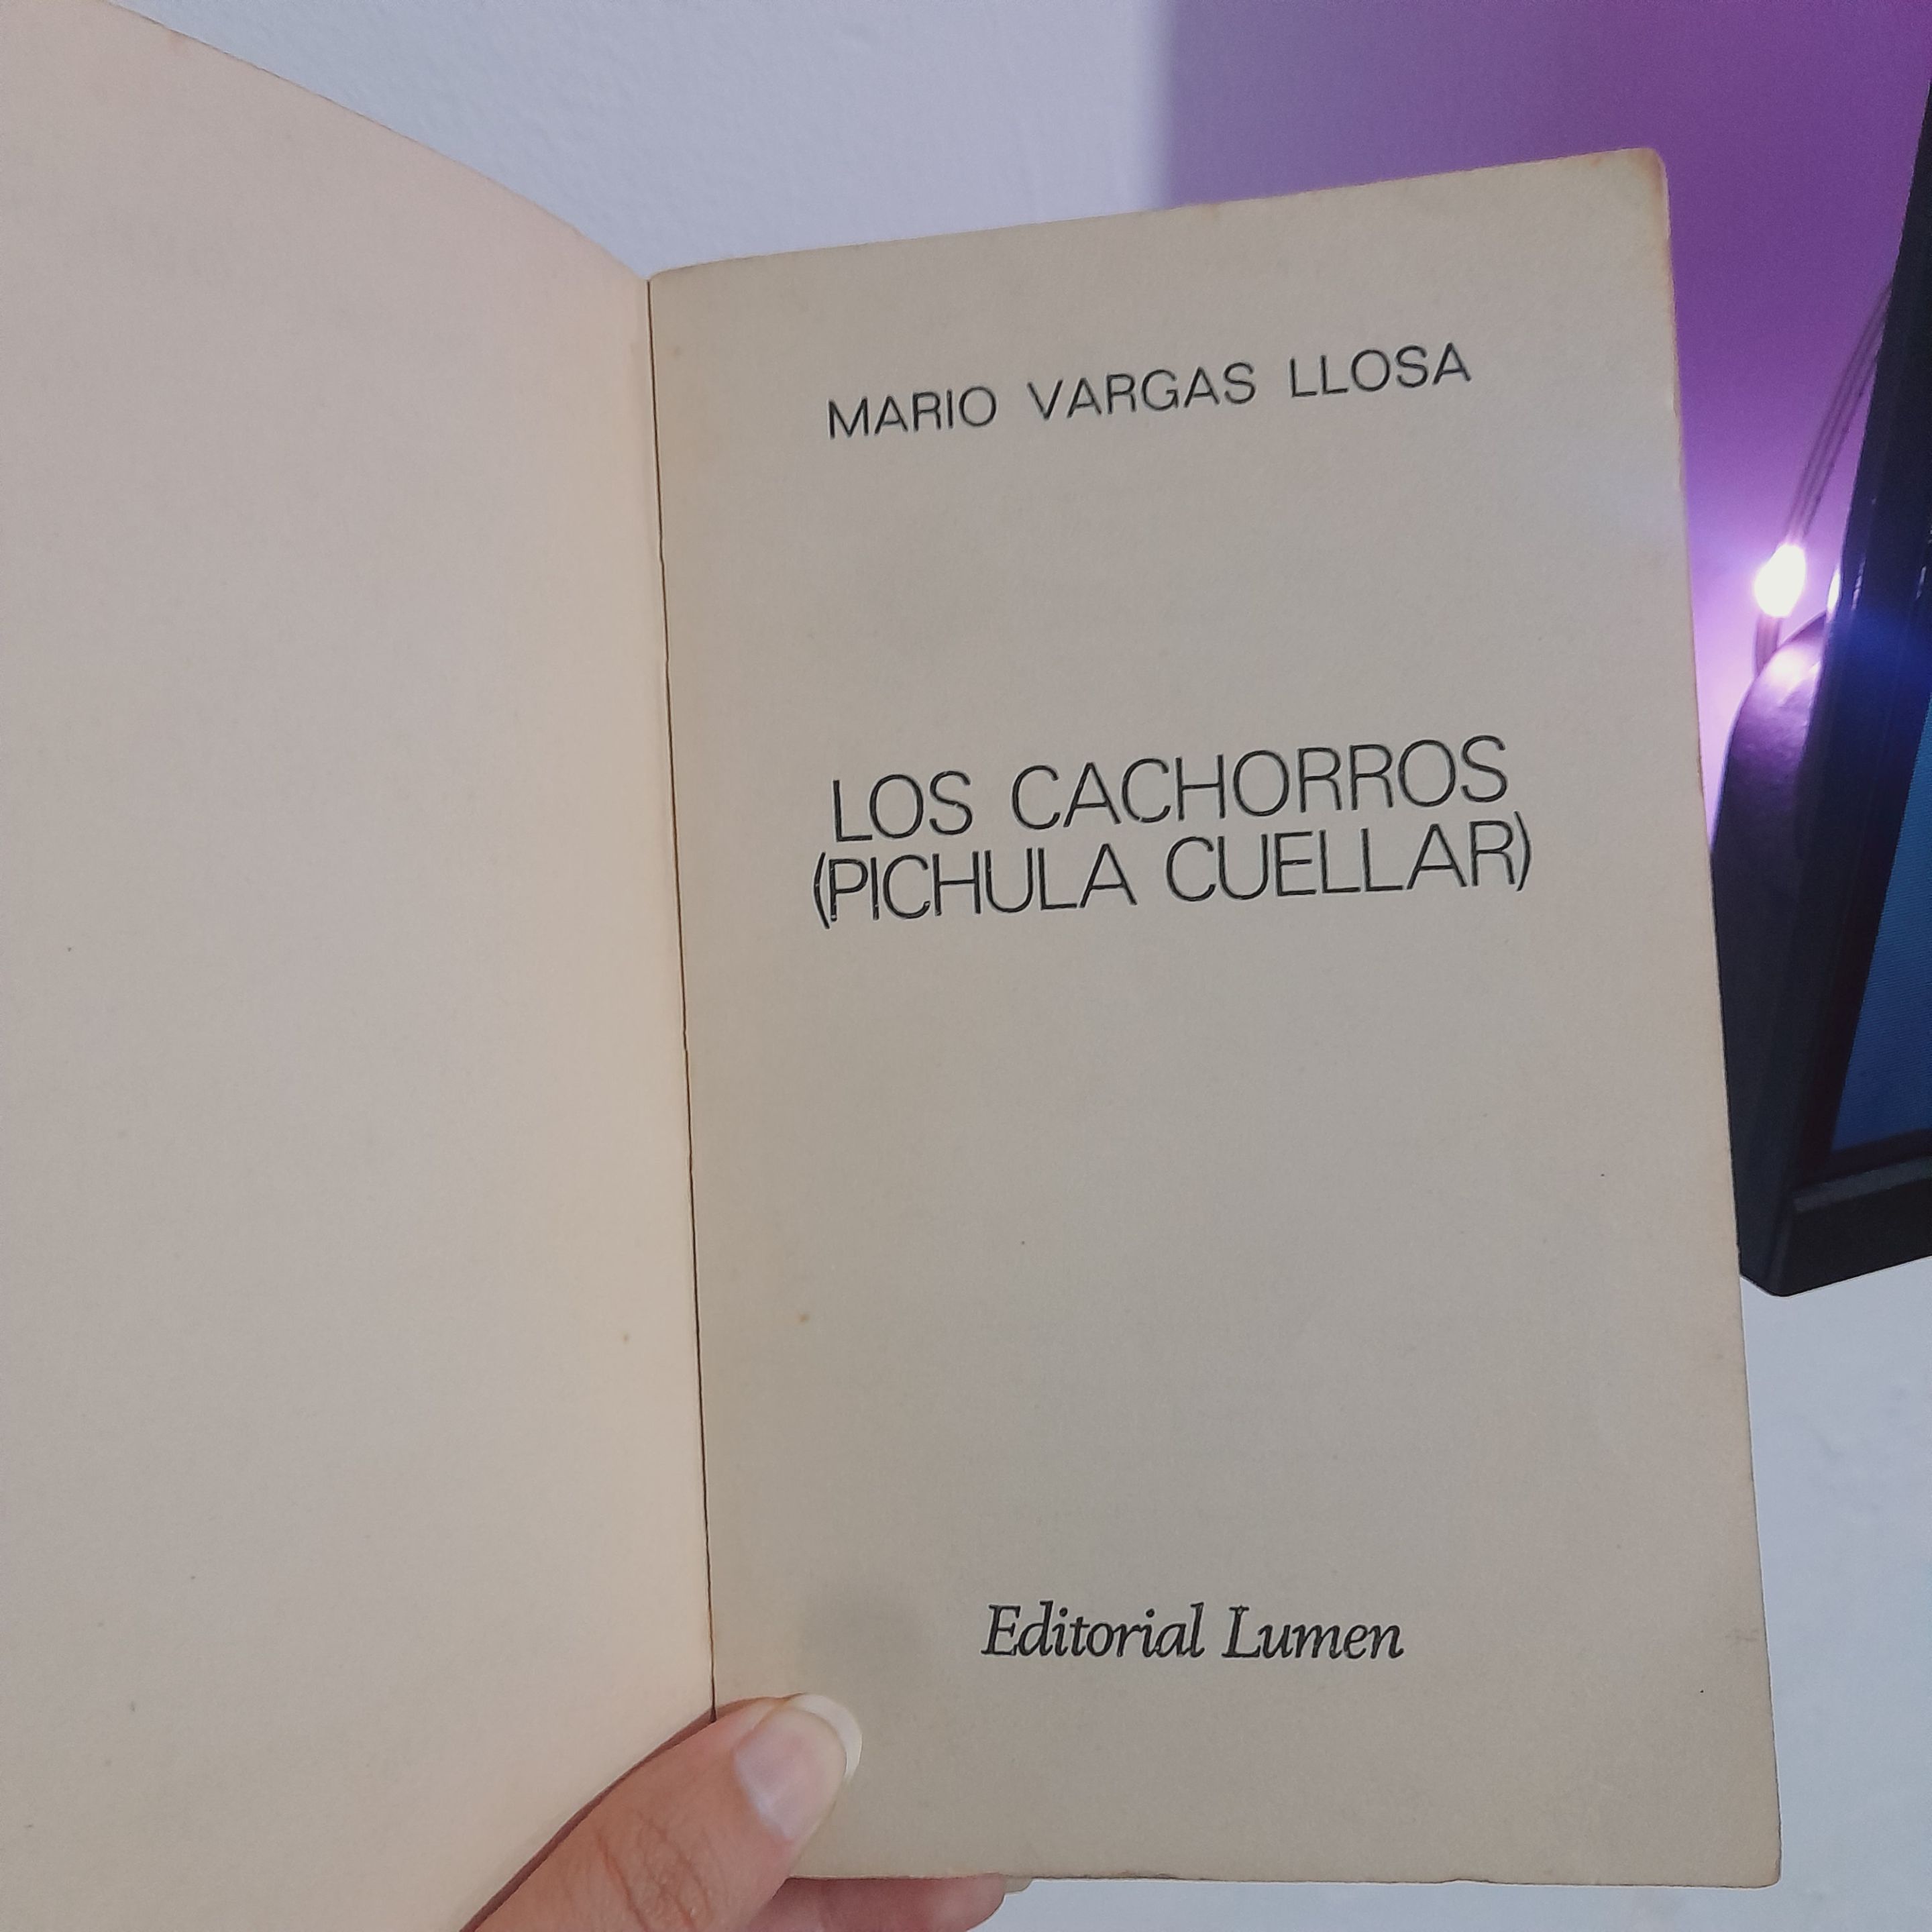 MARIO VARGAS LLOSA
LOS CACHORROS
(PICHULA CUELLAR)
Editorial Lumen